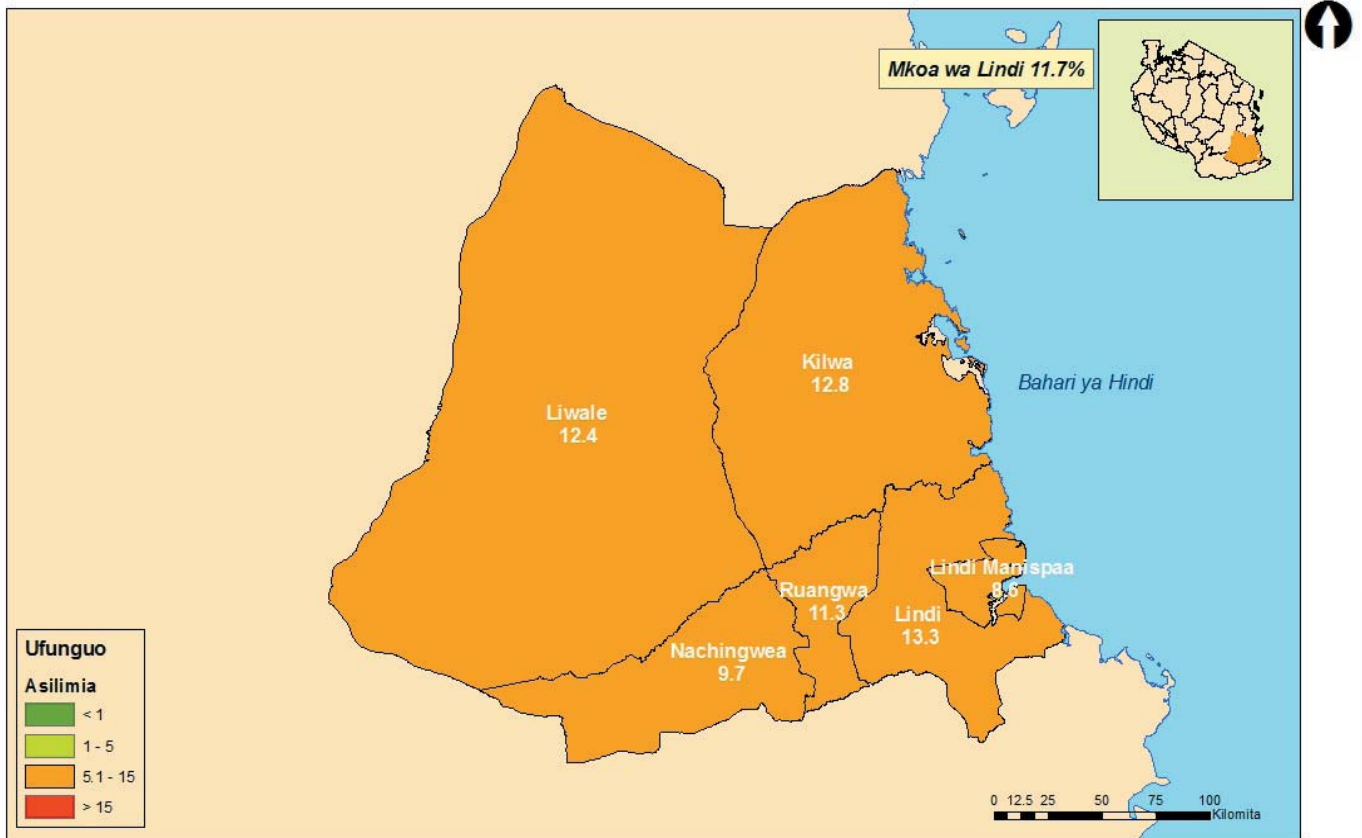 Mkoa wa Lindi 11.7%
Kilwa
12.8
Bahari ya Hindi
Liwale
12.4
Lindi Manispaa
8.6
Ruangwa
11.3
Lindi
13.3
Nachingwea
9.7
Ufunguo
Asilimia
< 1
1 - 5
5.1 - 15
> 15
0 12.5 25 50 75 100
Kilomita